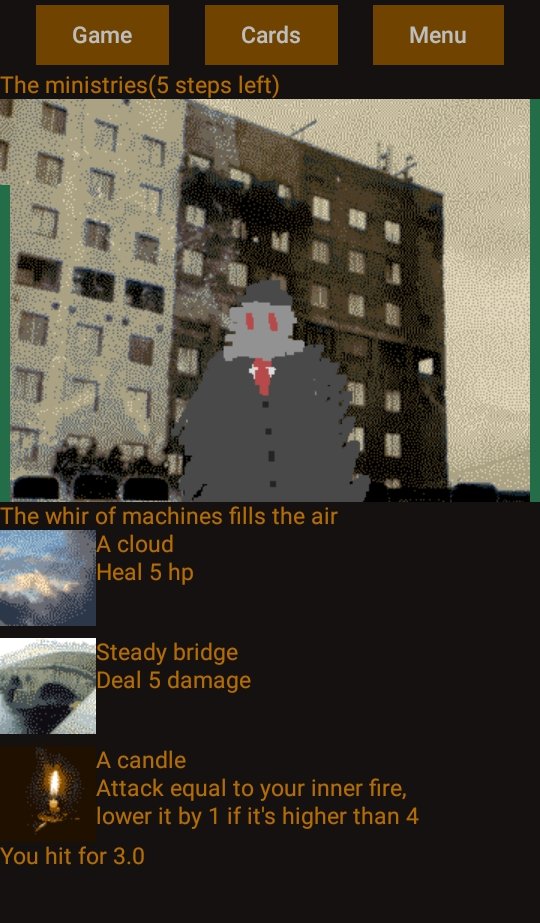 Game
Cards
Menu
The ministries(5 steps left)
The whir of machines fills the air
A cloud
Heal 5 hp
Steady bridge
Deal 5 damage
A candle
Attack equal to your inner fire,
lower it by 1 if it's higher than 4
You hit for 3.0